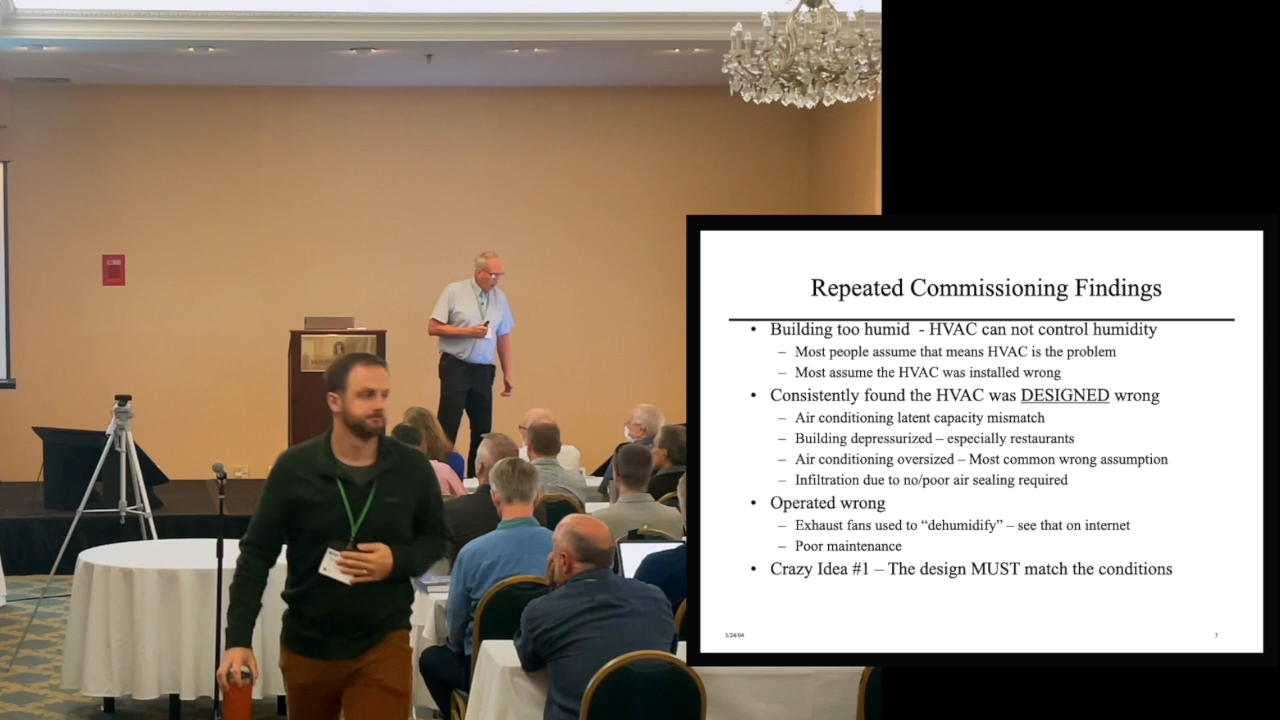 Repeated Commissioning Findings
• Building too humid - HVAC can not control humidity
– Most people assume that means HVAC is the problem
– Most assume the HVAC was installed wrong
• Consistently found the HVAC was DESIGNED wrong
– Air conditioning latent capacity mismatch
– Building depressurized – especially restaurants
– Air conditioning oversized – Most common wrong assumption
– Infiltration due to no/poor air sealing required
• Operated wrong
– Exhaust fans used to “dehumidify” – see that on internet
– Poor maintenance
• Crazy Idea #1 – The design MUST match the conditions
3/24/04
3